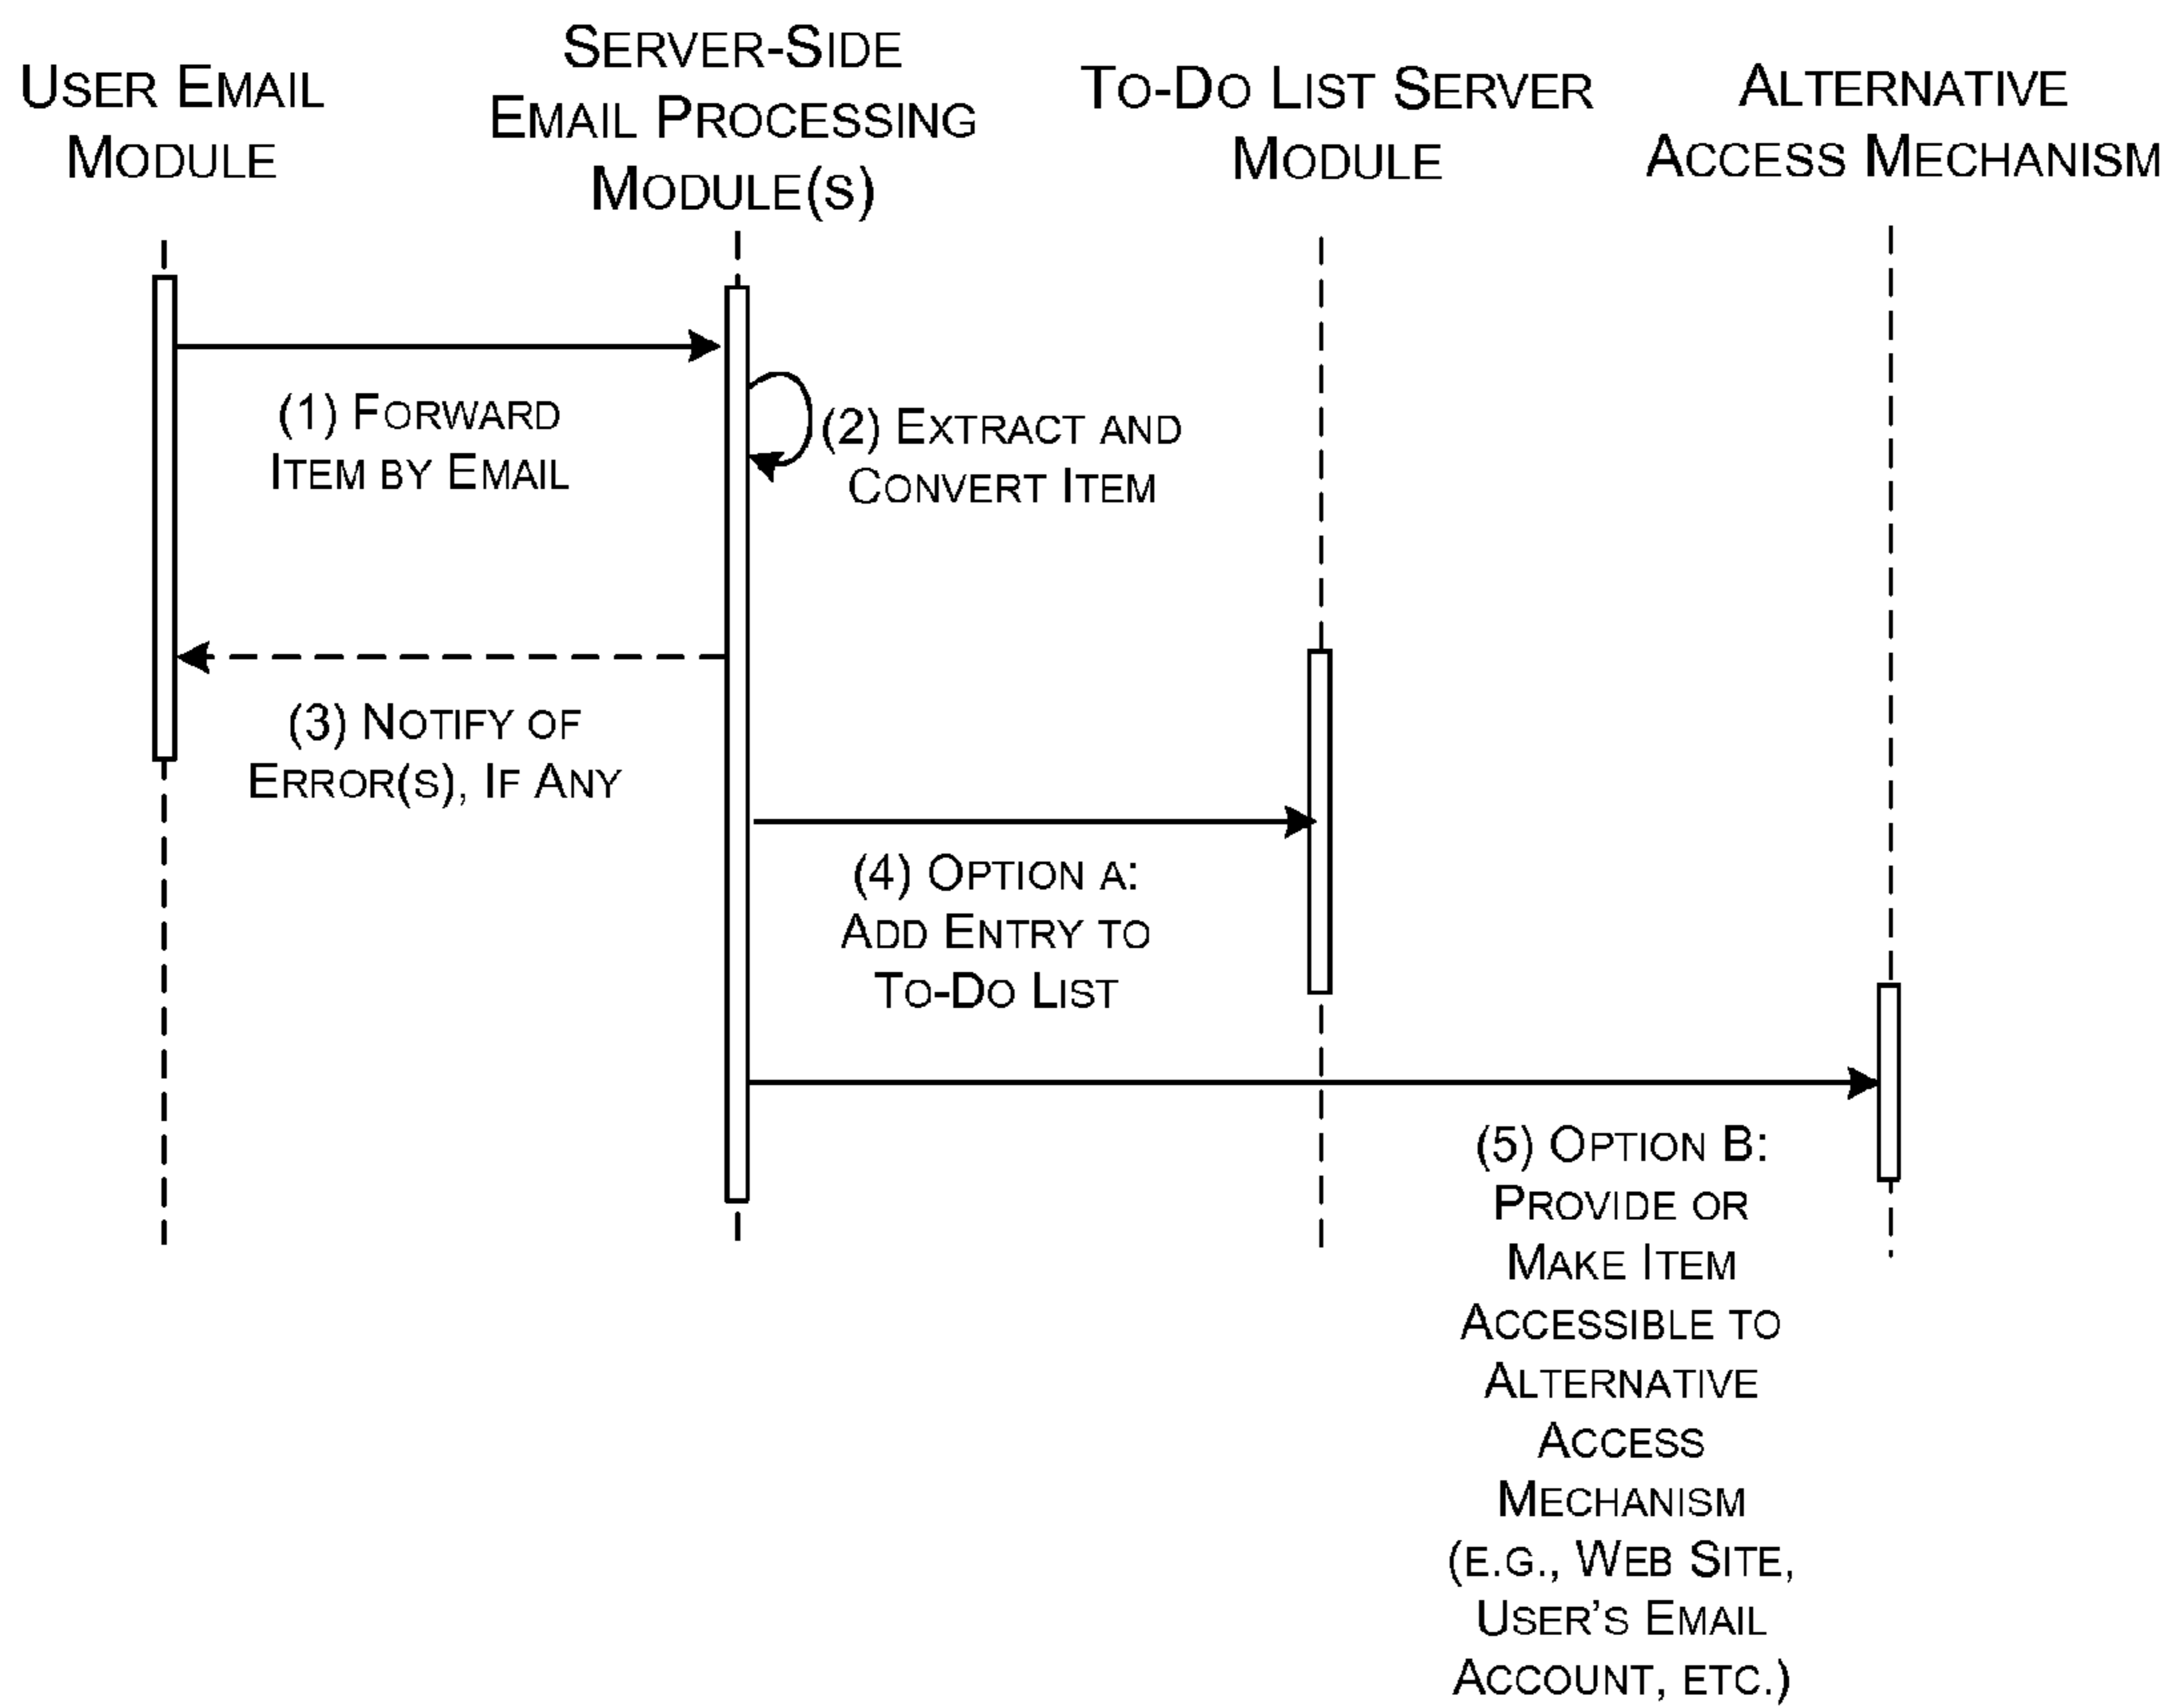 USER EMAIL
MODULE
SERVER-SIDE
EMAIL PROCESSING
MODULE(S)
TO-DO LIST SERVER
MODULE
ALTERNATIVE
ACCESS MECHANISM
(1) FORWARD
ITEM BY EMAIL
(2) EXTRACT AND
CONVERT ITEM
(3) NOTIFY OF
ERROR(S), IF ANY
(4) OPTION A:
ADD ENTRY TO
TO-DO LIST
(5) OPTION B:
PROVIDE OR
MAKE ITEM
ACCESSIBLE TO
ALTERNATIVE
ACCESS
MECHANISM
(E.G., WEB SITE,
USER'S EMAIL
ACCOUNT, ETC.)